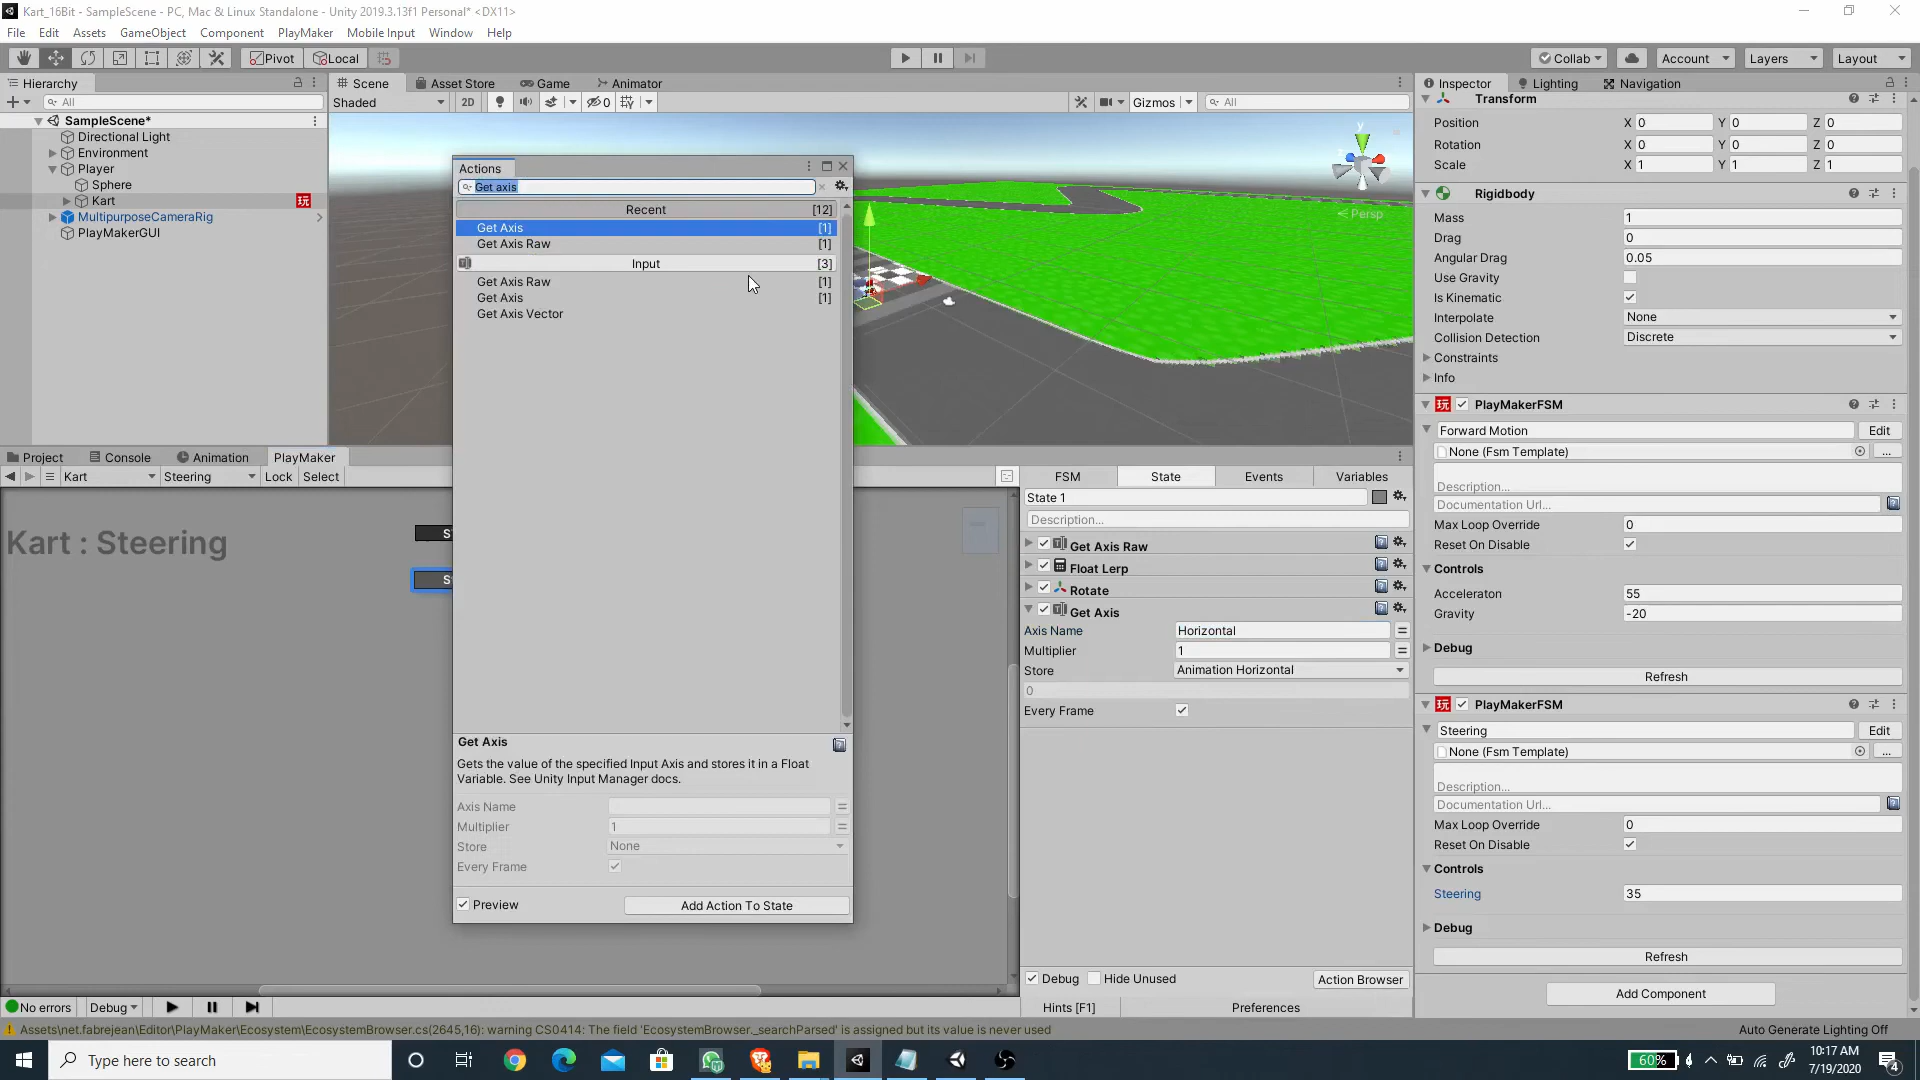 Kart_16Bit - SampleScene - PC, Mac & Linux Standalone - Unity 2019.3.13f1 Personal* <DX11>
File Edit Assets GameObject Component PlayMaker Mobile Input Window Help
Pivot Local Collab Account Layers Layout
Hierarchy Scene Asset Store Game Animator Inspector Lighting Navigation
All Shaded 2D 0 Gizmos All
SampleScene*
Directional Light
Environment
Player
Sphere
Kart
MultipurposeCameraRig
PlayMakerGUI
y
Persp
Actions
Get axis
Recent [12]
Get Axis [1]
Get Axis Raw [1]
Input [3]
Get Axis Raw [1]
Get Axis [1]
Get Axis Vector
Get Axis
Gets the value of the specified Input Axis and stores it in a Float
Variable. See Unity Input Manager docs.
Axis Name
Multiplier 1
Store None
Every Frame
Preview Add Action To State
Transform
Position X 0 Y 0 Z 0
Rotation X 0 Y 0 Z 0
Scale X 1 Y 1 Z 1
Rigidbody
Mass 1
Drag 0
Angular Drag 0.05
Use Gravity
Is Kinematic
Interpolate None
Collision Detection Discrete
Constraints
Info
玩 PlayMakerFSM
Forward Motion Edit
None (Fsm Template) ...
Description...
Documentation Url...
Max Loop Override 0
Reset On Disable
Controls
Acceleraton 55
Gravity -20
Debug
Refresh
玩 PlayMakerFSM
Steering Edit
None (Fsm Template) ...
Description...
Documentation Url...
Max Loop Override 0
Reset On Disable
Controls
Steering 35
Debug
Refresh
Add Component
Project Console Animation PlayMaker
Kart Steering Lock Select
Kart : Steering
FSM State Events Variables
State 1
Description...
Get Axis Raw
Float Lerp
Rotate
Get Axis
Axis Name Horizontal
Multiplier 1
Store Animation Horizontal
0
Every Frame
Debug Hide Unused Action Browser
Hints [F1] Preferences
No errors Debug
Assets\net.fabrejean\Editor\PlayMaker\Ecosystem\EcosystemBrowser.cs(2645,16): warning CS0414: The field 'EcosystemBrowser._searchParsed' is assigned but its value is never used
Auto Generate Lighting Off
Type here to search
60%
10:17 AM
7/19/2020
4